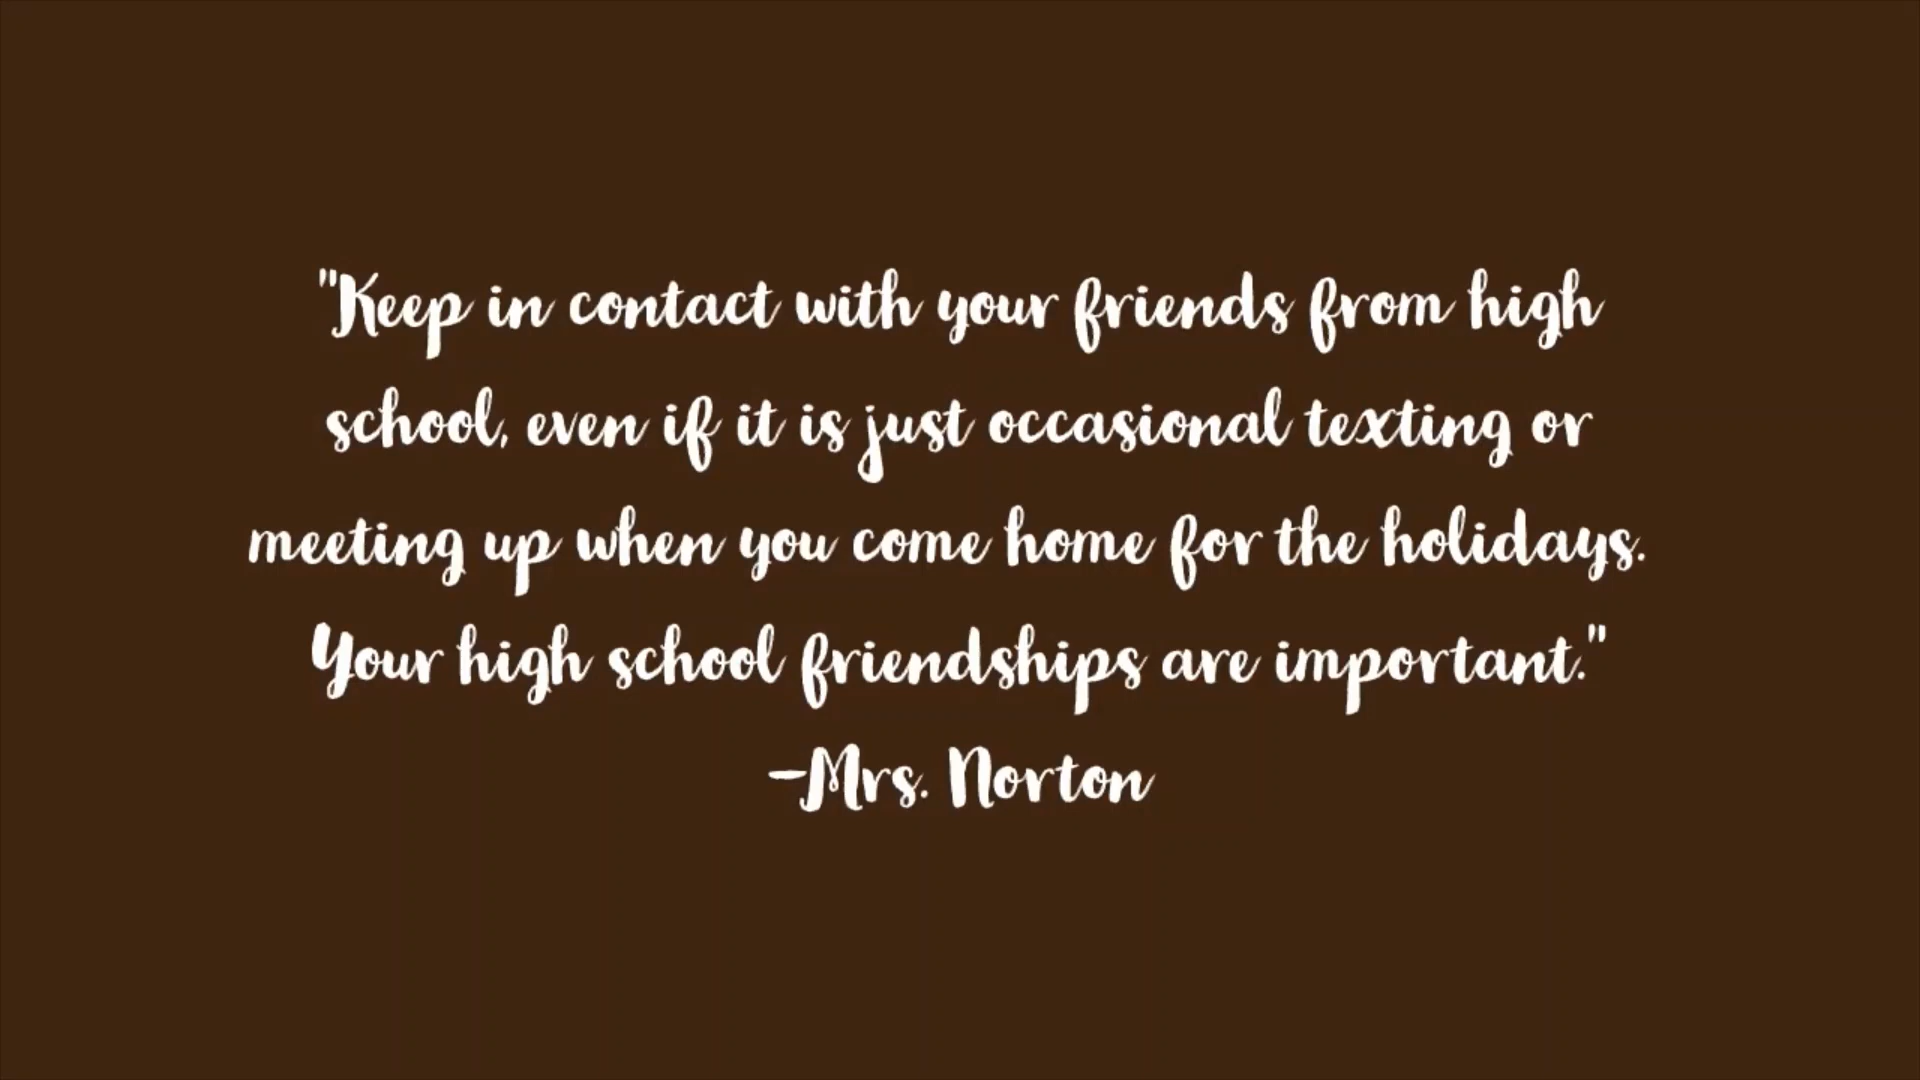 "Keep in contact with your friends from high
school, even if it is just occasional texting or
meeting up when you come home for the holidays.
Your high school friendships are important."
-Mrs. Norton